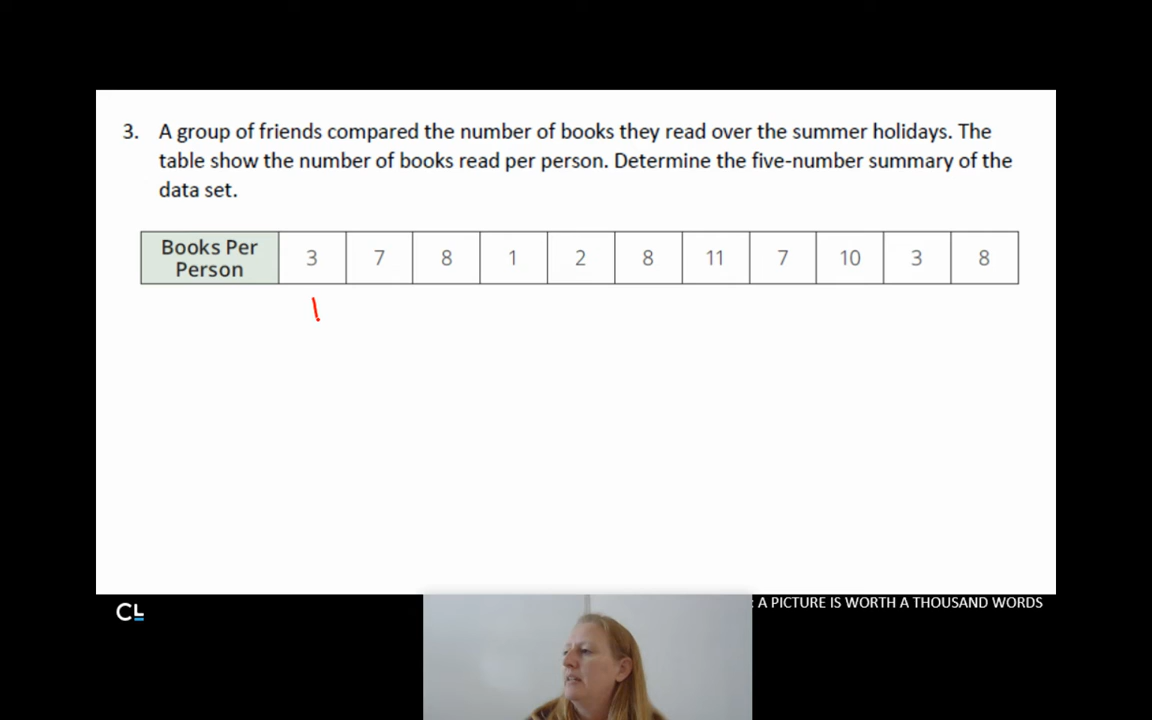 3. A group of friends compared the number of books they read over the summer holidays. The
table show the number of books read per person. Determine the five-number summary of the
data set.
Books Per Person 3 7 8 1 2 8 11 7 10 3 8
CL
: A PICTURE IS WORTH A THOUSAND WORDS